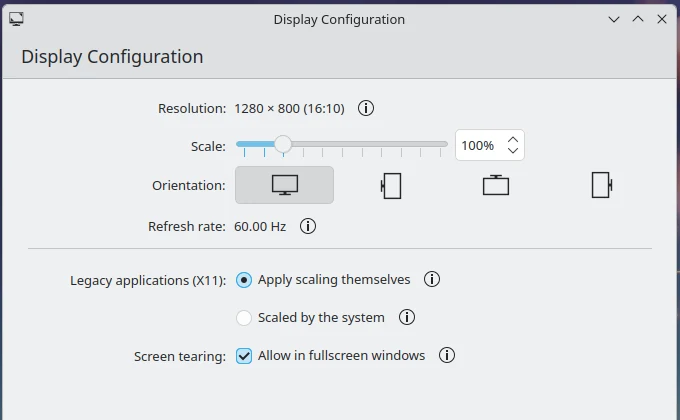 Display Configuration
Display Configuration
Resolution: 1280 × 800 (16:10)
Scale: 100%
Orientation:
Refresh rate: 60.00 Hz
Legacy applications (X11): Apply scaling themselves
Scaled by the system
Screen tearing: Allow in fullscreen windows